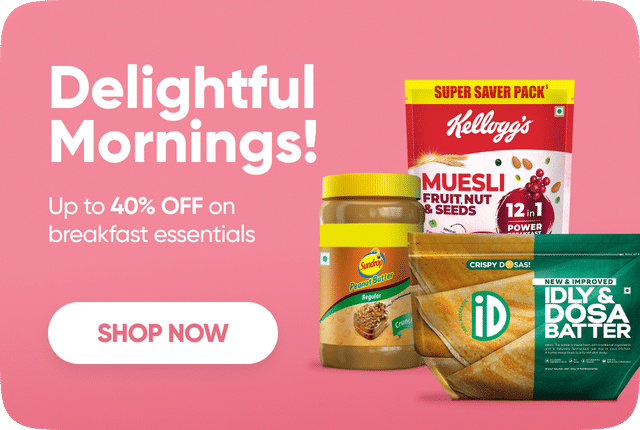 Delightful
Mornings!
Up to 40% OFF on
breakfast essentials
SHOP NOW
SUPER SAVER PACK
Kellogg's
MUESLI
FRUIT, NUT
& SEEDS
12 in 1
POWER
BREAKFAST
Sundrop
Peanut Butter
Regular
CRISPY DOSAS!
iD
NEW & IMPROVED
IDLY &
DOSA
BATTER